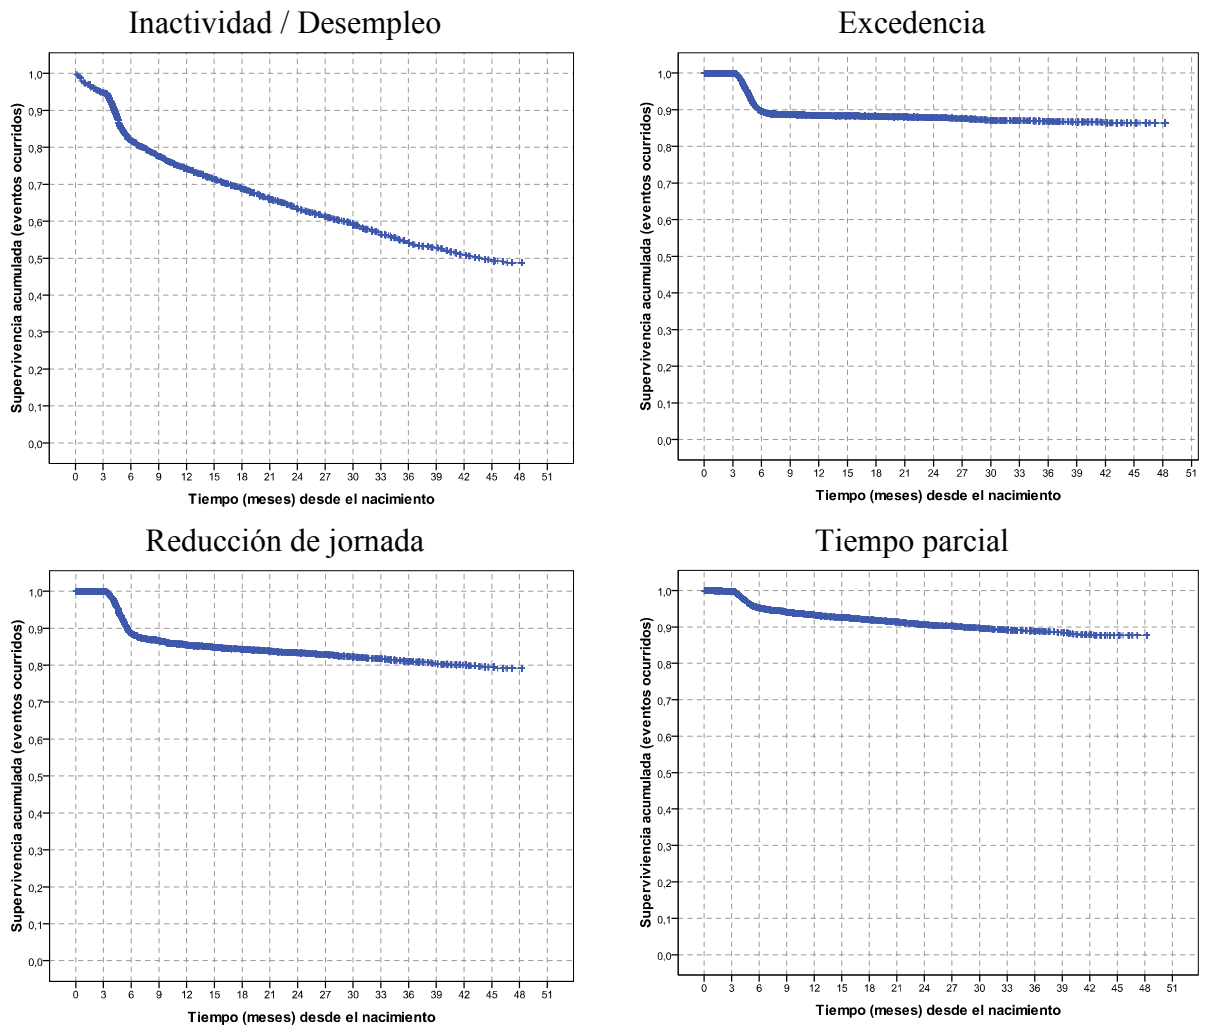 Inactividad / Desempleo
Supervivencia acumulada (eventos ocurridos)
1,0
0,9
0,8
0,7
0,6
0,5
0,4
0,3
0,2
0,1
0,0
0 3 6 9 12 15 18 21 24 27 30 33 36 39 42 45 48 51
Tiempo (meses) desde el nacimiento
Excedencia
Supervivencia acumulada (eventos ocurridos)
1,0
0,9
0,8
0,7
0,6
0,5
0,4
0,3
0,2
0,1
0,0
0 3 6 9 12 15 18 21 24 27 30 33 36 39 42 45 48 51
Tiempo (meses) desde el nacimiento
Reducción de jornada
Supervivencia acumulada (eventos ocurridos)
1,0
0,9
0,8
0,7
0,6
0,5
0,4
0,3
0,2
0,1
0,0
0 3 6 9 12 15 18 21 24 27 30 33 36 39 42 45 48 51
Tiempo (meses) desde el nacimiento
Tiempo parcial
Superviviencia acumulada (eventos ocurridos)
1,0
0,9
0,8
0,7
0,6
0,5
0,4
0,3
0,2
0,1
0,0
0 3 6 9 12 15 18 21 24 27 30 33 36 39 42 45 48 51
Tiempo (meses) desde el nacimiento